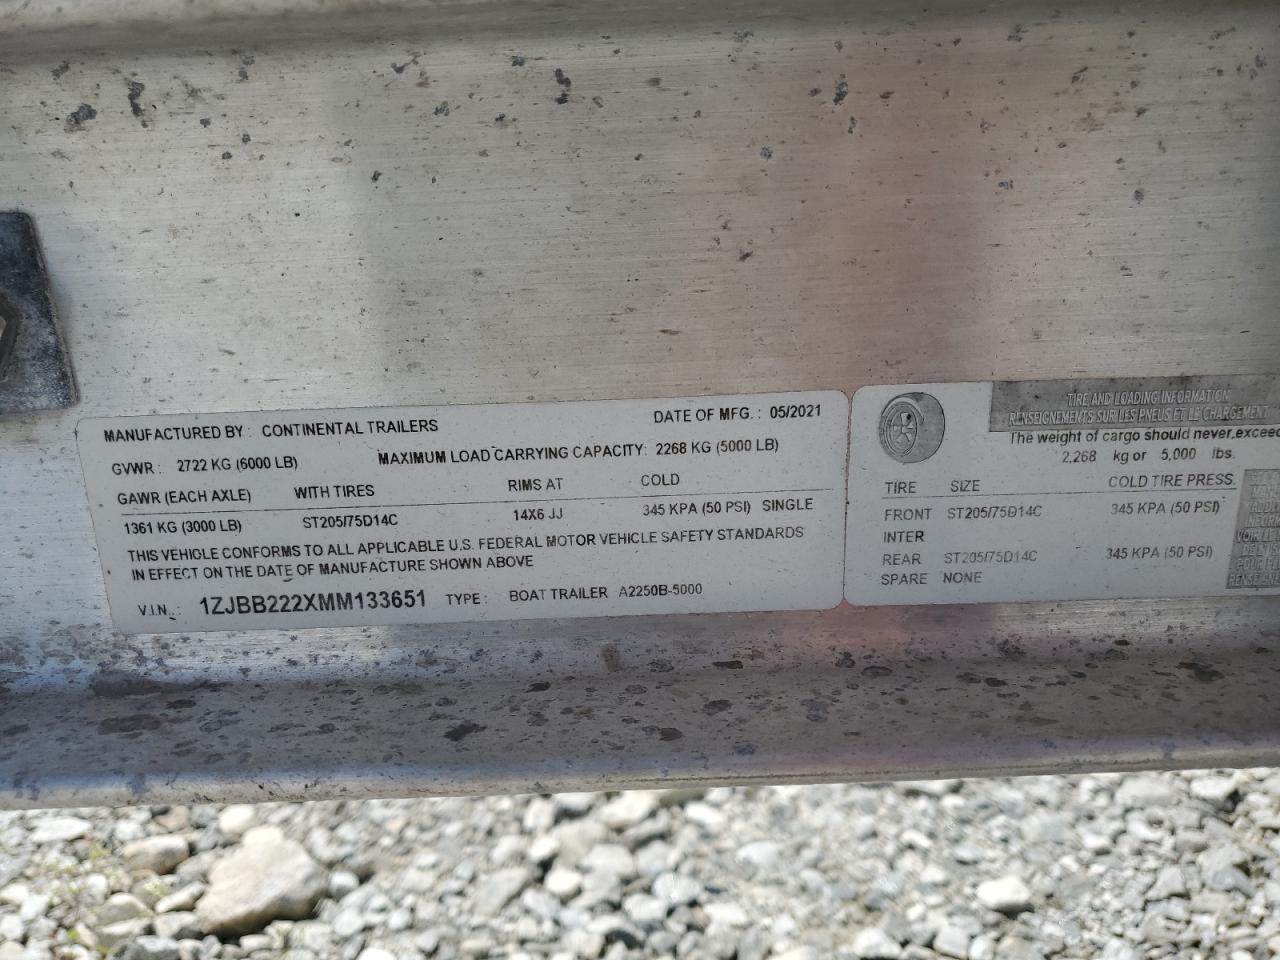 MANUFACTURED BY: CONTINENTAL TRAILERS DATE OF MFG.: 05/2021
GVWR: 2722 KG (6000 LB) MAXIMUM LOAD CARRYING CAPACITY: 2268 KG (5000 LB)
GAWR (EACH AXLE) WITH TIRES RIMS AT COLD
1361 KG (3000 LB) ST205/75D14C 14X6 JJ 345 KPA (50 PSI) SINGLE
THIS VEHICLE CONFORMS TO ALL APPLICABLE U.S. FEDERAL MOTOR VEHICLE SAFETY STANDARDS
IN EFFECT ON THE DATE OF MANUFACTURE SHOWN ABOVE
V.I.N.: 1ZJBB222XMM133651 TYPE: BOAT TRAILER A2250B-5000
TIRE AND LOADING INFORMATION
RENSEIGNEMENTS SUR LES PNEUS ET LE CHARGEMENT
The weight of cargo should never exceed
2,268 kg or 5,000 lbs.
TIRE SIZE COLD TIRE PRESS.
FRONT ST205/75D14C 345 KPA (50 PSI)
INTER
REAR ST205/75D14C 345 KPA (50 PSI)
SPARE NONE